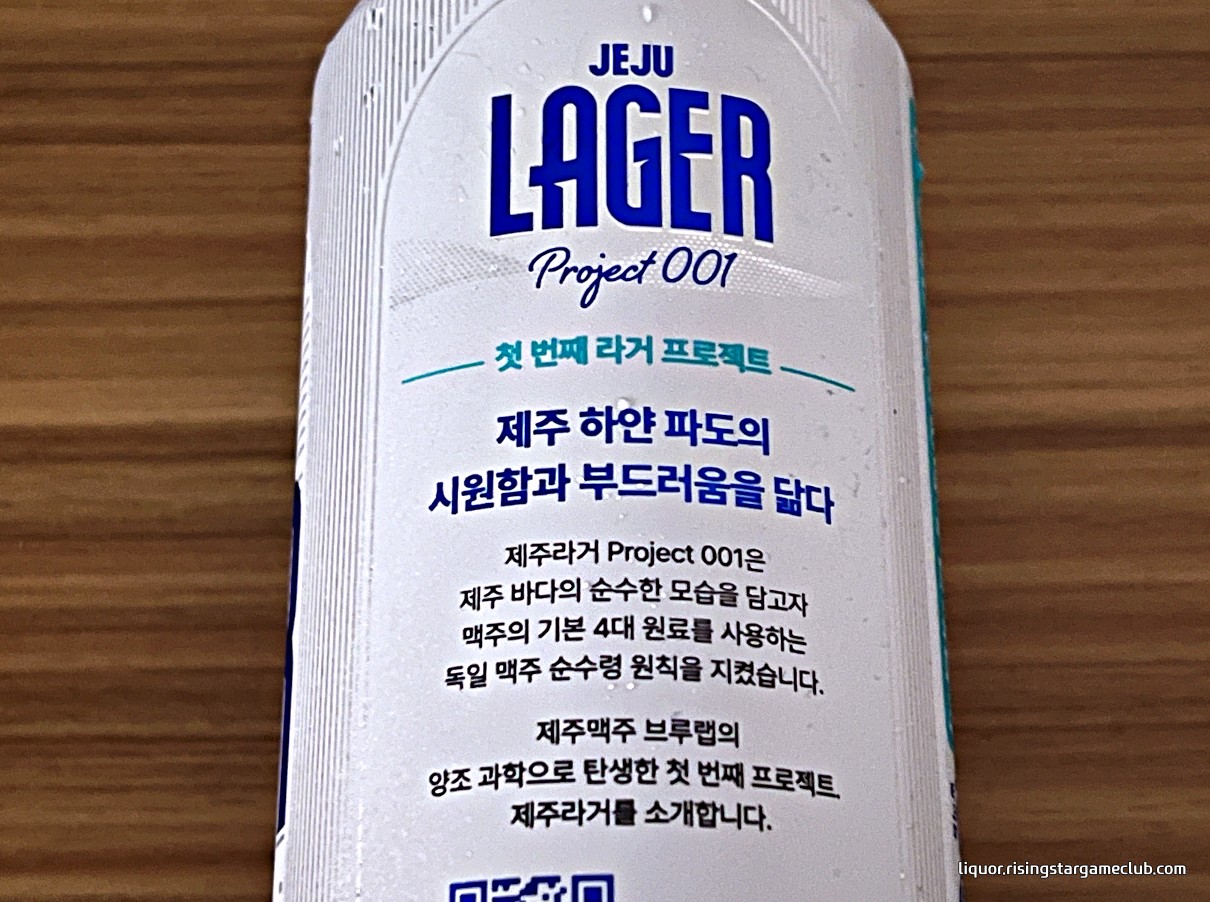 JEJU
LAGER
Project 001
첫 번째 라거 프로젝트
제주 하얀 파도의
시원함과 부드러움을 닮다
제주라거 Project 001은
제주 바다의 순수한 모습을 담고자
맥주의 기본 4대 원료를 사용하는
독일 맥주 순수령 원칙을 지켰습니다.
제주맥주 브루랩의
양조 과학으로 탄생한 첫 번째 프로젝트,
제주라거를 소개합니다.
liquor.risingstargameclub.com